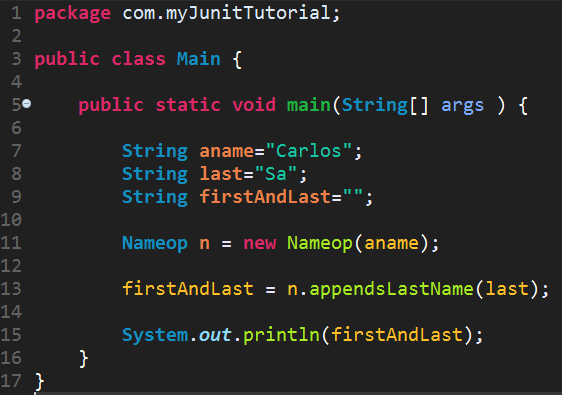 1 package com.myJunitTutorial;
2
3 public class Main {
4
5     public static void main(String[] args ) {
6
7         String aname="Carlos";
8         String last="Sa";
9         String firstAndLast="";
10
11         Nameop n = new Nameop(aname);
12
13         firstAndLast = n.appendsLastName(last);
14
15         System.out.println(firstAndLast);
16     }
17 }